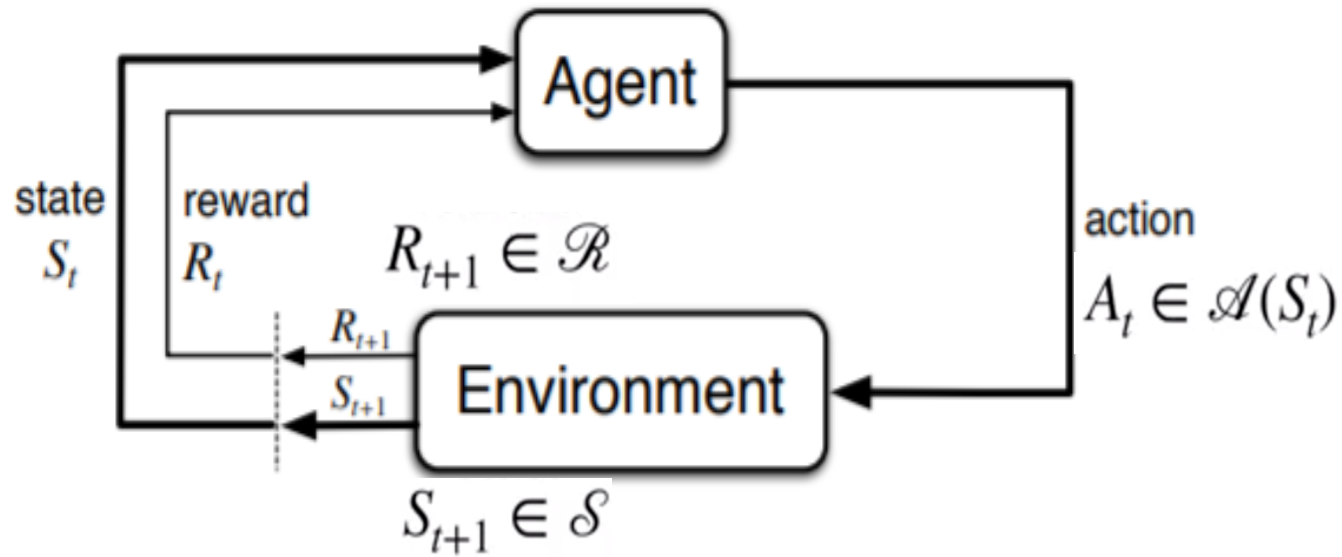 Agent
state
S_t
reward
R_t
R_{t+1} ∈ ℛ
action
A_t ∈ 𝒜(S_t)
R_{t+1}
S_{t+1}
Environment
S_{t+1} ∈ 𝒮